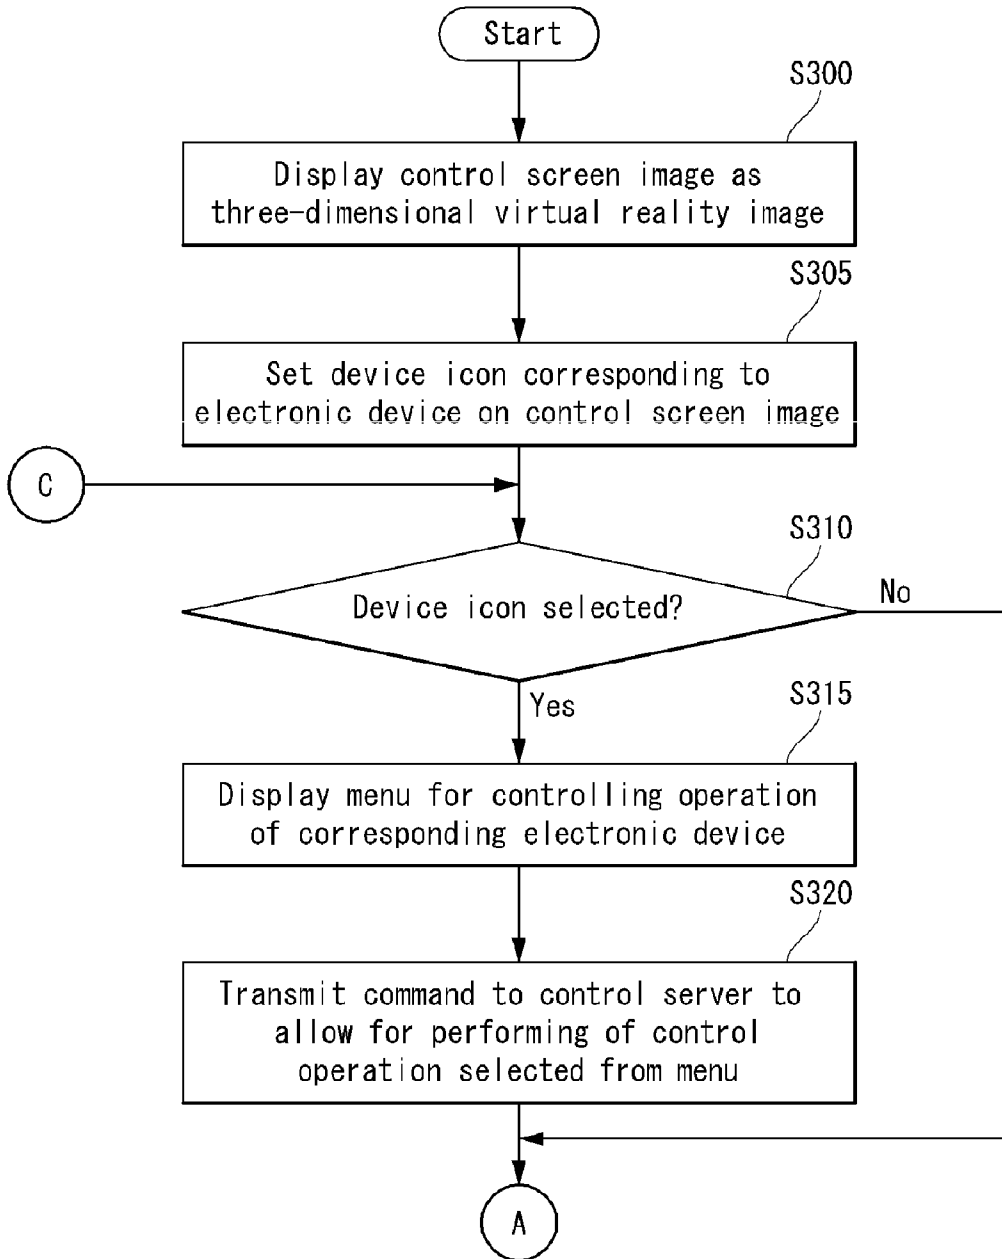 Start
S300
Display control screen image as
three-dimensional virtual reality image
S305
Set device icon corresponding to
electronic device on control screen image
C
S310
Device icon selected?
No
Yes
S315
Display menu for controlling operation
of corresponding electronic device
S320
Transmit command to control server to
allow for performing of control
operation selected from menu
A